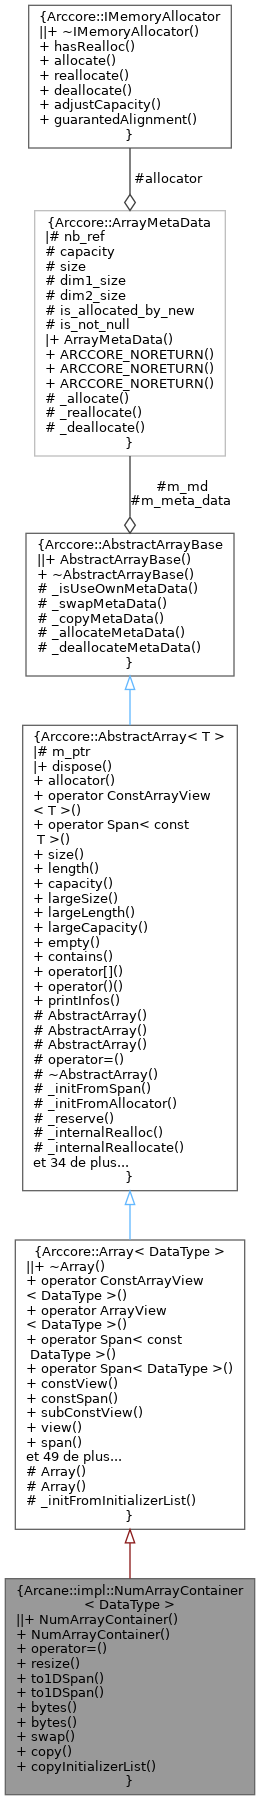 {Arccore::IMemoryAllocator
||+ ~IMemoryAllocator()
+ hasRealloc()
+ allocate()
+ reallocate()
+ deallocate()
+ adjustCapacity()
+ guarantedAlignment()
}
#allocator
{Arccore::ArrayMetaData
|# nb_ref
# capacity
# size
# dim1_size
# dim2_size
# is_allocated_by_new
# is_not_null
|+ ArrayMetaData()
+ ARCCORE_NORETURN()
+ ARCCORE_NORETURN()
+ ARCCORE_NORETURN()
# _allocate()
# _reallocate()
# _deallocate()
}
#m_md
#m_meta_data
{Arccore::AbstractArrayBase
||+ AbstractArrayBase()
+ ~AbstractArrayBase()
# _isUseOwnMetaData()
# _swapMetaData()
# _copyMetaData()
# _allocateMetaData()
# _deallocateMetaData()
}
{Arccore::AbstractArray< T >
|# m_ptr
|+ dispose()
+ allocator()
+ operator ConstArrayView
< T >()
+ operator Span< const
T >()
+ size()
+ length()
+ capacity()
+ largeSize()
+ largeLength()
+ largeCapacity()
+ empty()
+ contains()
+ operator[]()
+ operator()()
+ printInfos()
# AbstractArray()
# AbstractArray()
# AbstractArray()
# operator=()
# ~AbstractArray()
# _initFromSpan()
# _initFromAllocator()
# _reserve()
# _internalRealloc()
# _internalReallocate()
et 34 de plus...
}
{Arccore::Array< DataType >
||+ ~Array()
+ operator ConstArrayView
< DataType >()
+ operator ArrayView
< DataType >()
+ operator Span< const
DataType >()
+ operator Span< DataType >()
+ constView()
+ constSpan()
+ subConstView()
+ view()
+ span()
et 49 de plus...
# Array()
# Array()
# _initFromInitializerList()
}
{Arcane::impl::NumArrayContainer
< DataType >
||+ NumArrayContainer()
+ NumArrayContainer()
+ operator=()
+ resize()
+ to1DSpan()
+ to1DSpan()
+ bytes()
+ bytes()
+ swap()
+ copy()
+ copyInitializerList()
}